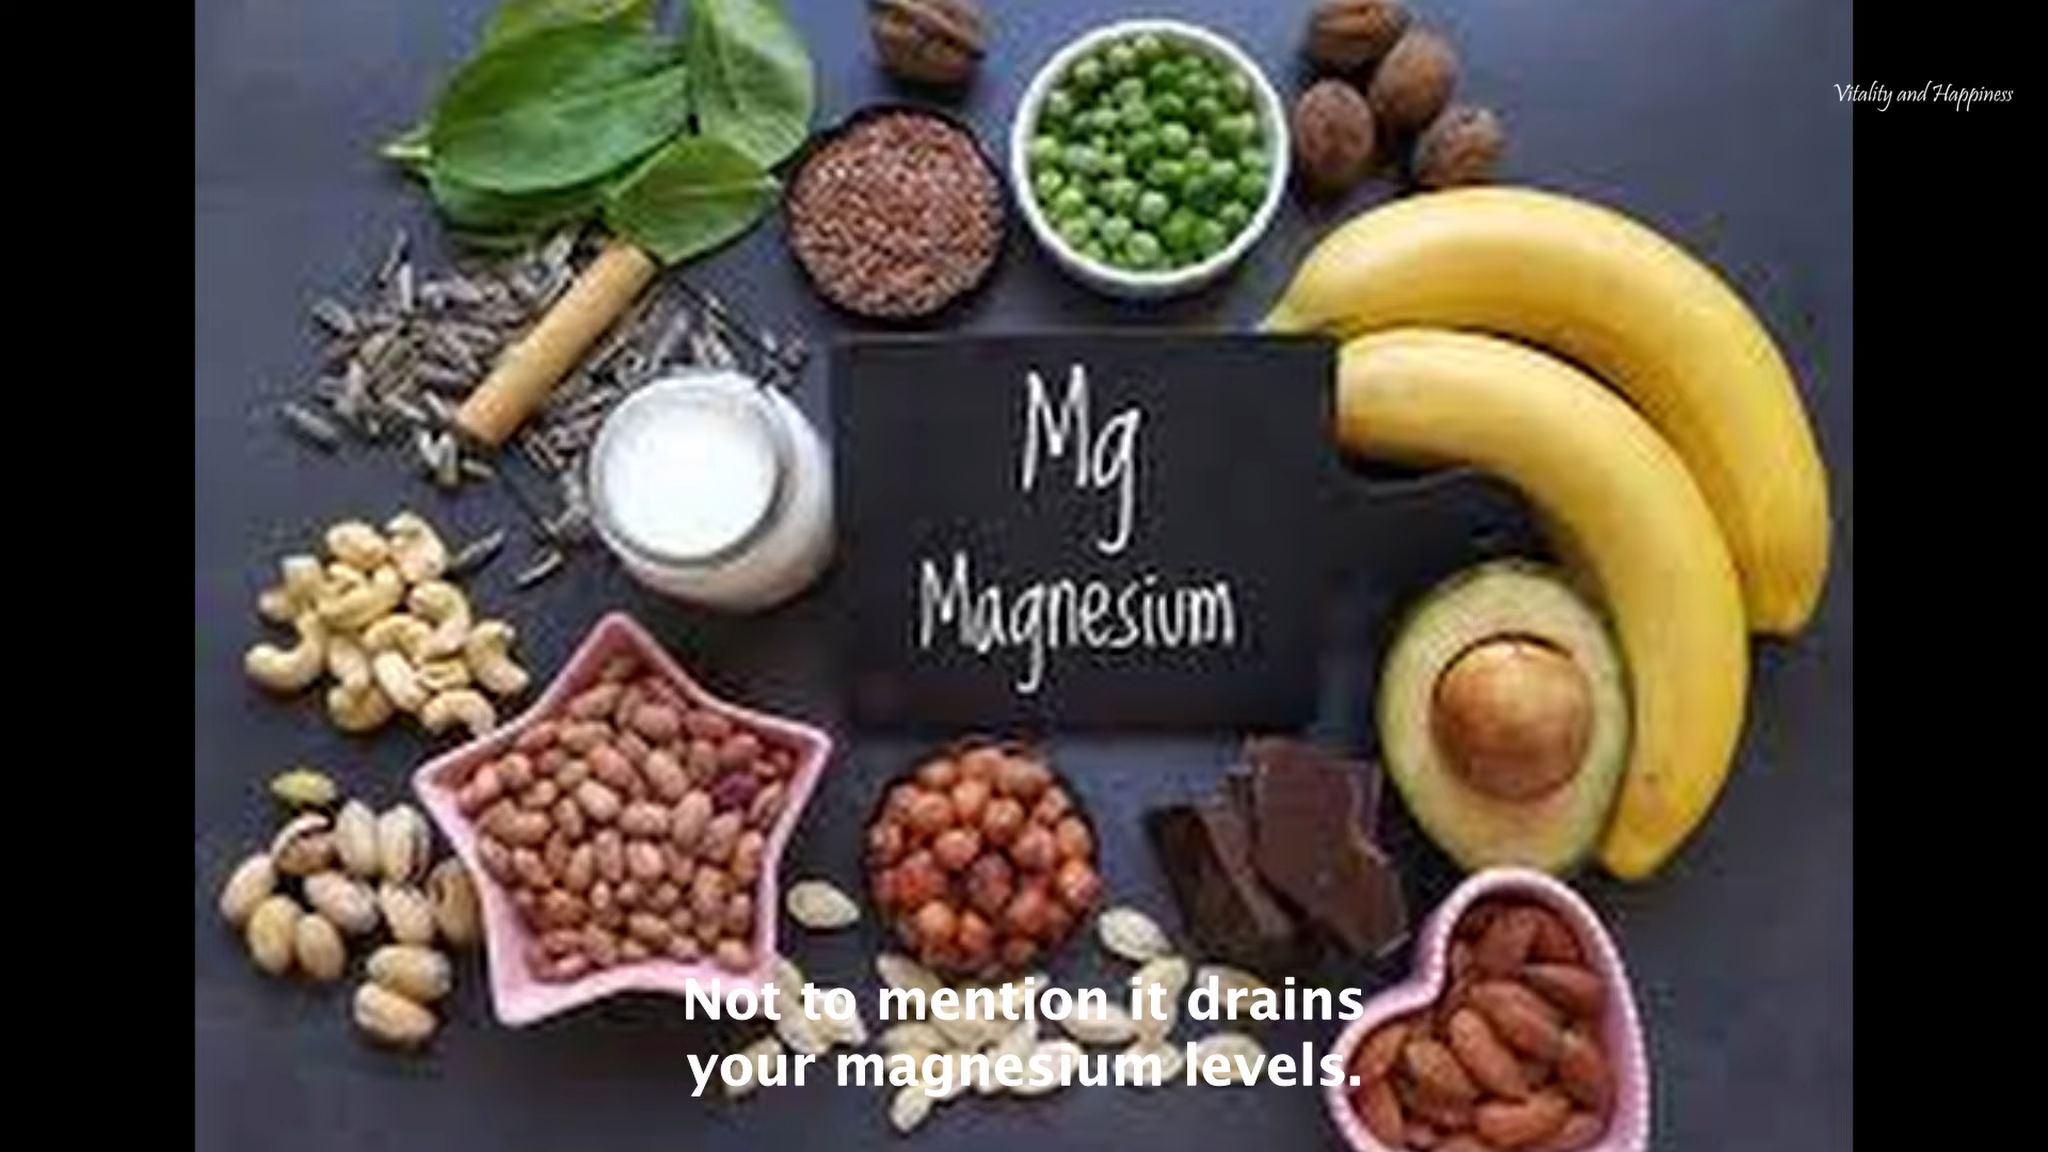 Vitality and Happiness
Mg
Magnesium
Not to mention it drains
your magnesium levels.